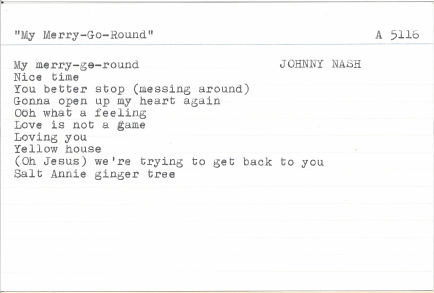 "My Merry-Go-Round" A 5116
My merry-go-round JOHNNY NASH
Nice time
You better stop (messing around)
Gonna open up my heart again
Ooh what a feeling
Love is not a game
Loving you
Yellow house
(Oh Jesus) we're trying to get back to you
Salt Annie ginger tree